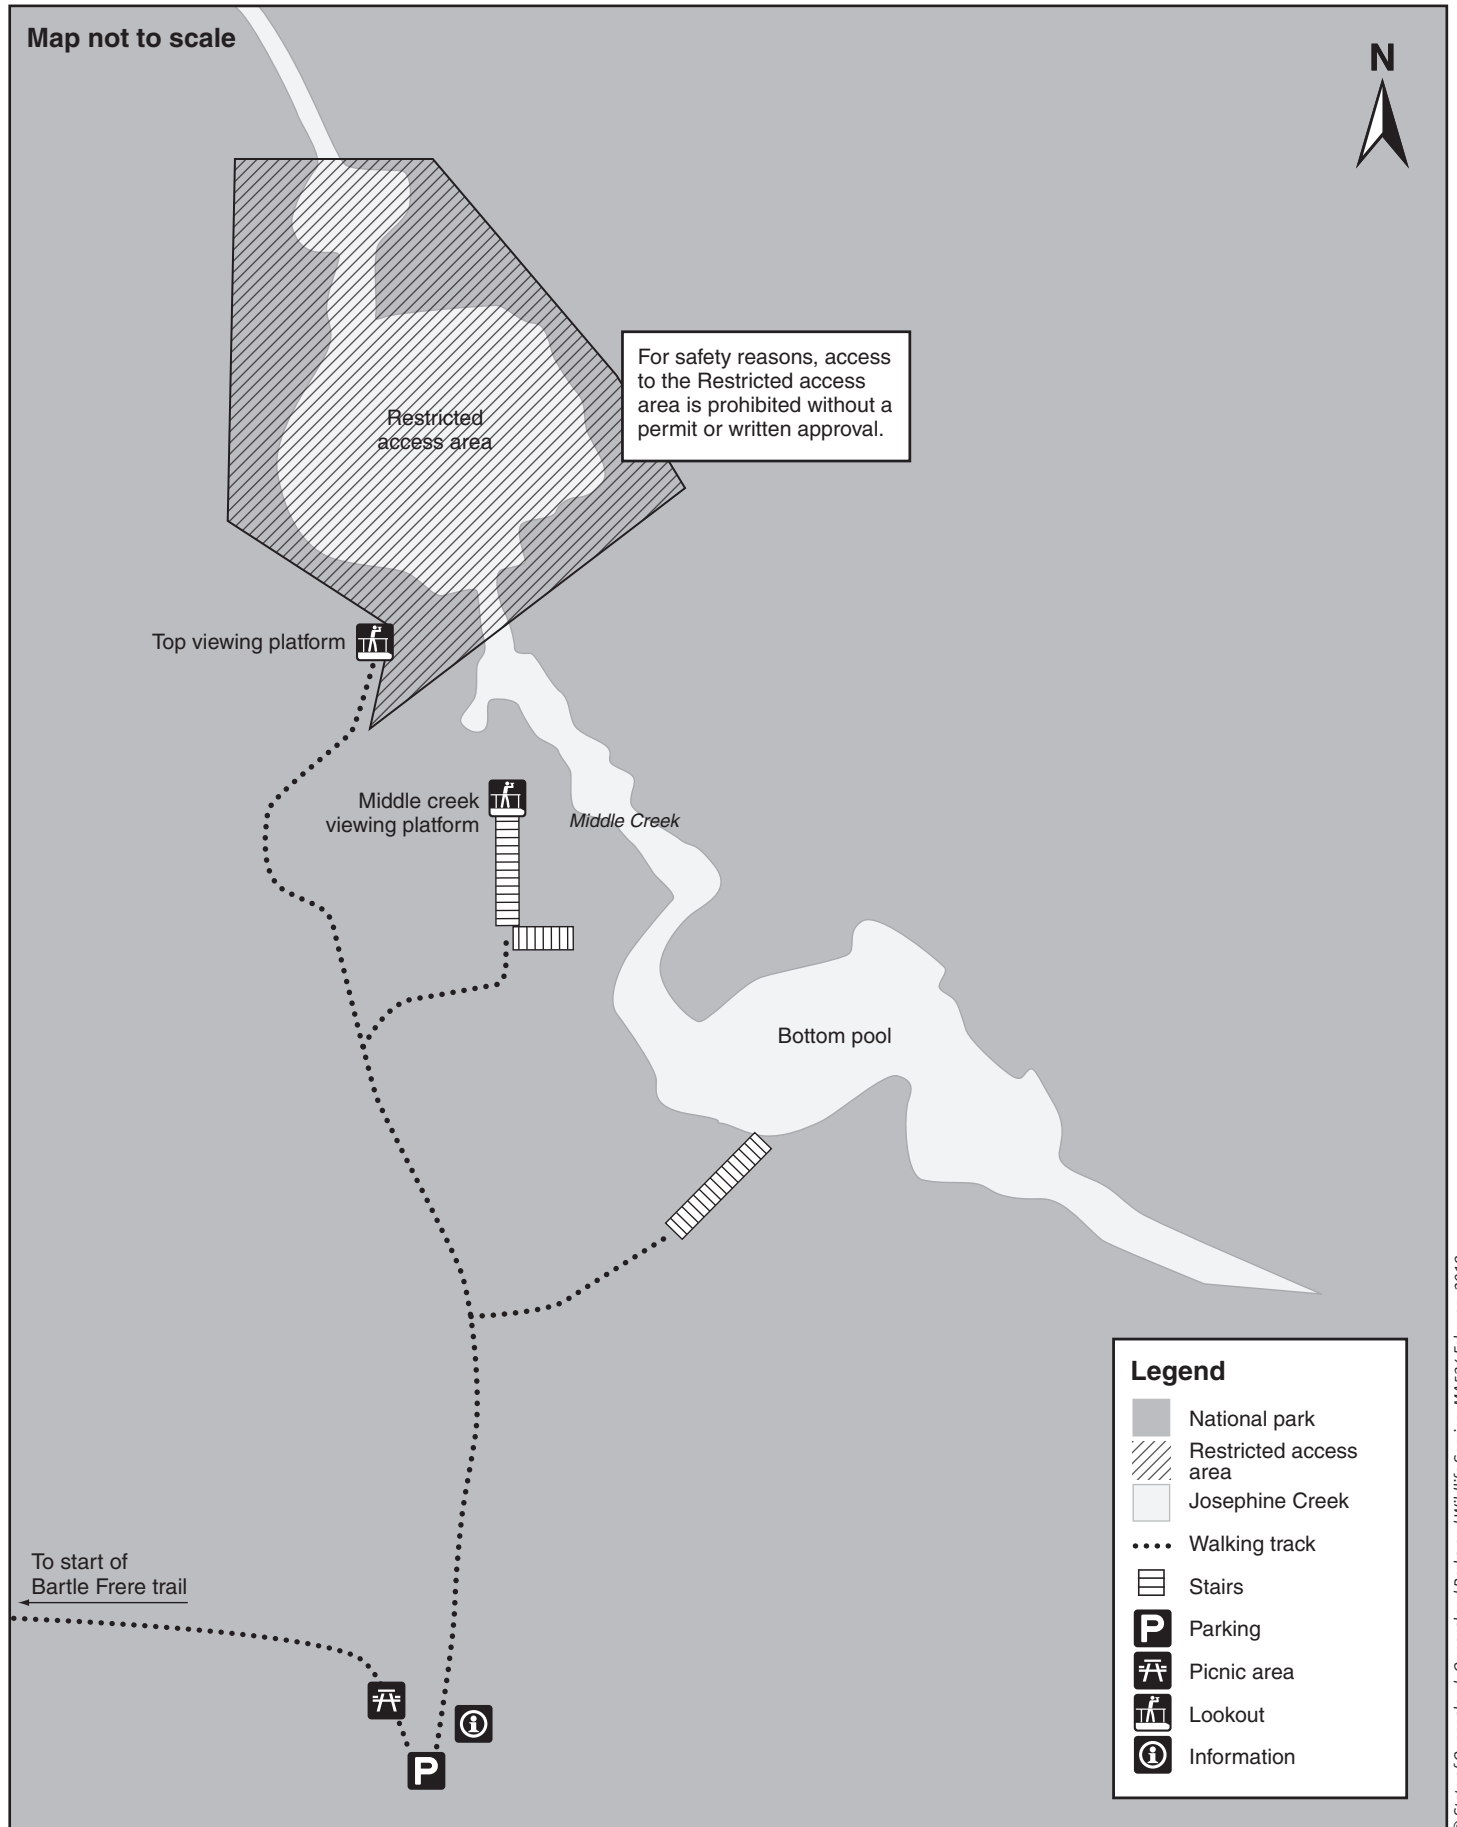 Map not to scale
N
For safety reasons, access
to the Restricted access
area is prohibited without a
permit or written approval.
Restricted
access area
Top viewing platform
Middle creek
viewing platform
Middle Creek
Bottom pool
To start of
Bartle Frere trail
P
Legend
National park
Restricted access
area
Josephine Creek
Walking track
Stairs
P Parking
Picnic area
Lookout
Information